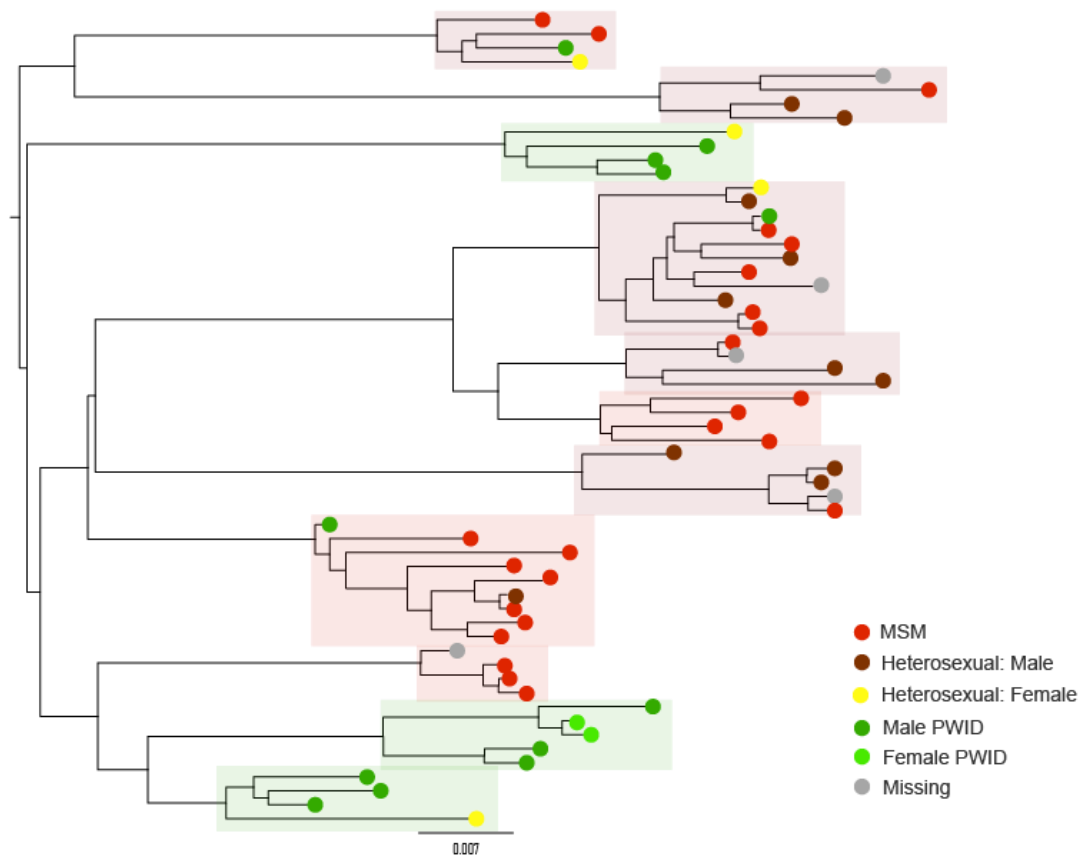 MSM
Heterosexual: Male
Heterosexual: Female
Male PWID
Female PWID
Missing
0.007